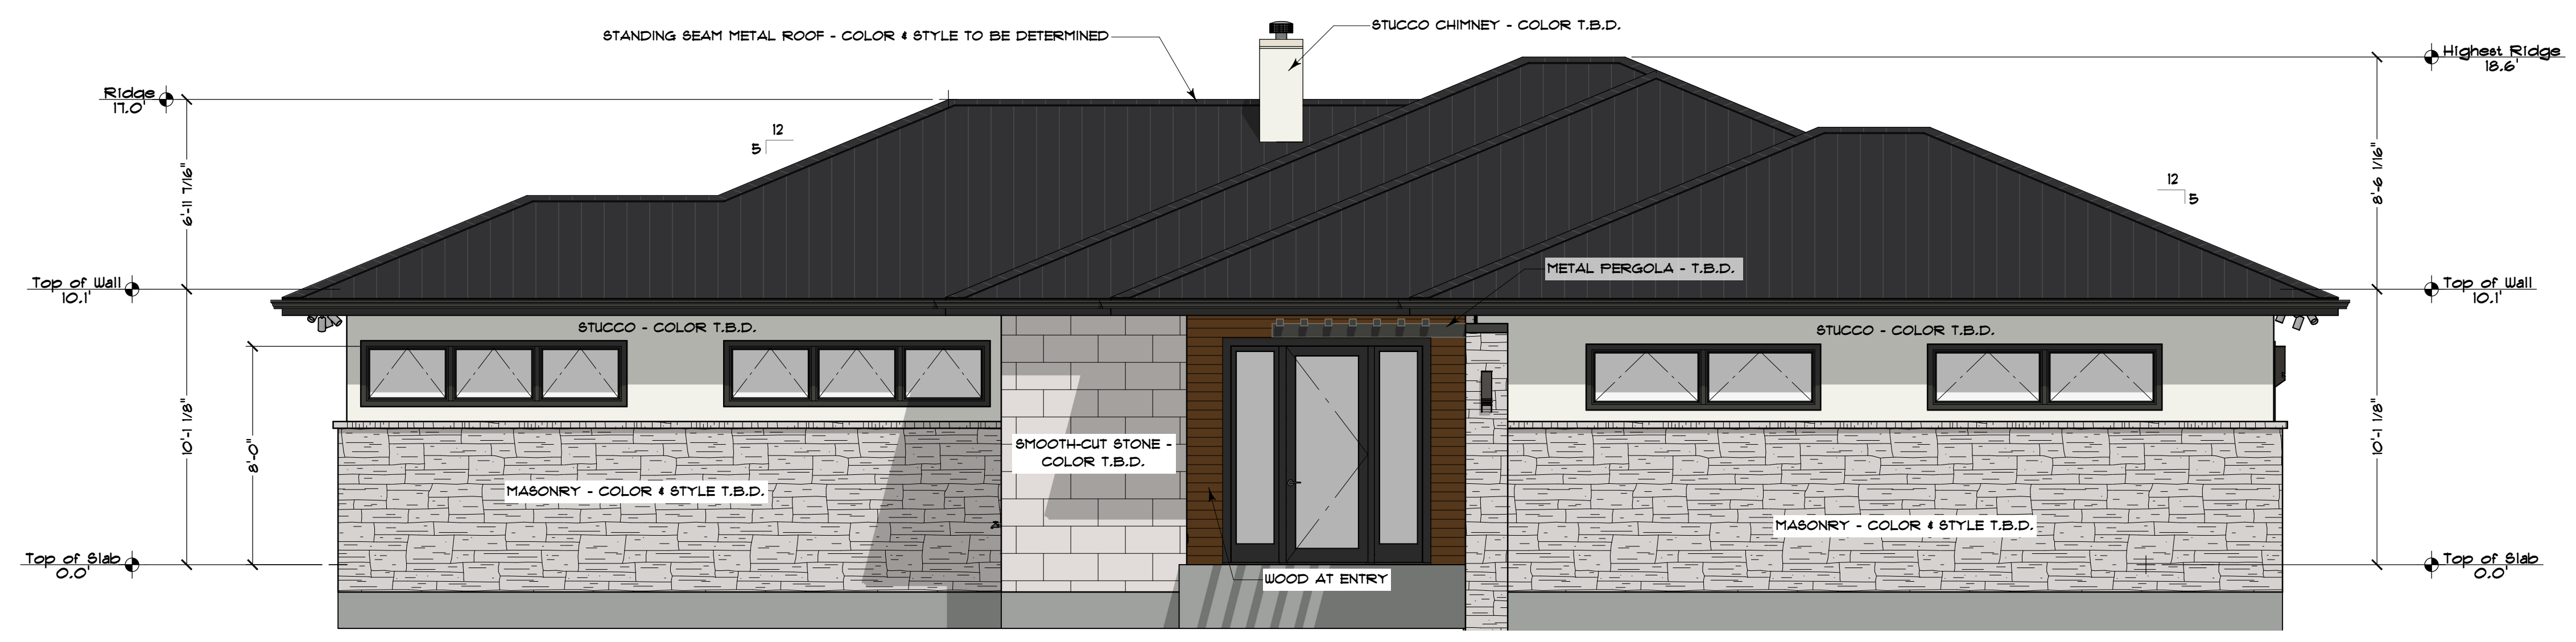 STUCCO CHIMNEY - COLOR T.B.D.
STANDING SEAM METAL ROOF - COLOR & STYLE TO BE DETERMINED
Highest Ridge
18.6'
Ridge
17.0'
12
5
12
5
6'-11 7/16"
8'-6 1/16"
METAL PERGOLA - T.B.D.
Top of Wall
10.1'
Top of Wall
10.1'
STUCCO - COLOR T.B.D.
STUCCO - COLOR T.B.D.
10'-1 1/8"
8'-0"
10'-1 1/8"
SMOOTH-CUT STONE -
COLOR T.B.D.
MASONRY - COLOR & STYLE T.B.D.
MASONRY - COLOR & STYLE T.B.D.
Top of Slab
0.0'
WOOD AT ENTRY
Top of Slab
0.0'